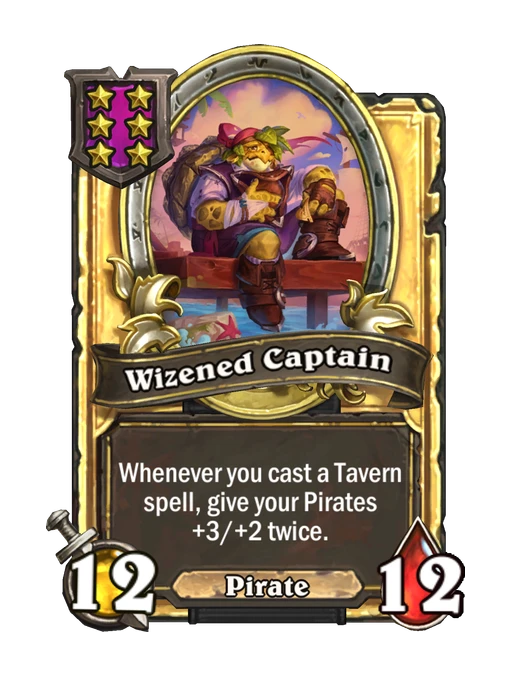 Wizened Captain
Whenever you cast a Tavern
spell, give your Pirates
+3/+2 twice.
12
Pirate
12